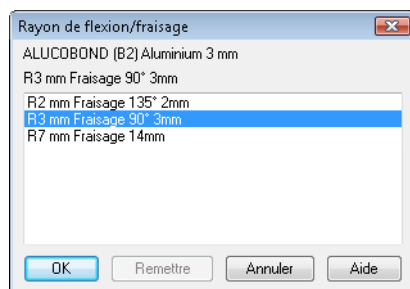 Rayon de flexion/fraisage
ALUCOBOND (B2) Aluminium 3 mm
R3 mm Fraisage 90° 3mm
R2 mm Fraisage 135° 2mm
R3 mm Fraisage 90° 3mm
R7 mm Fraisage 14mm
OK Remettre Annuler Aide